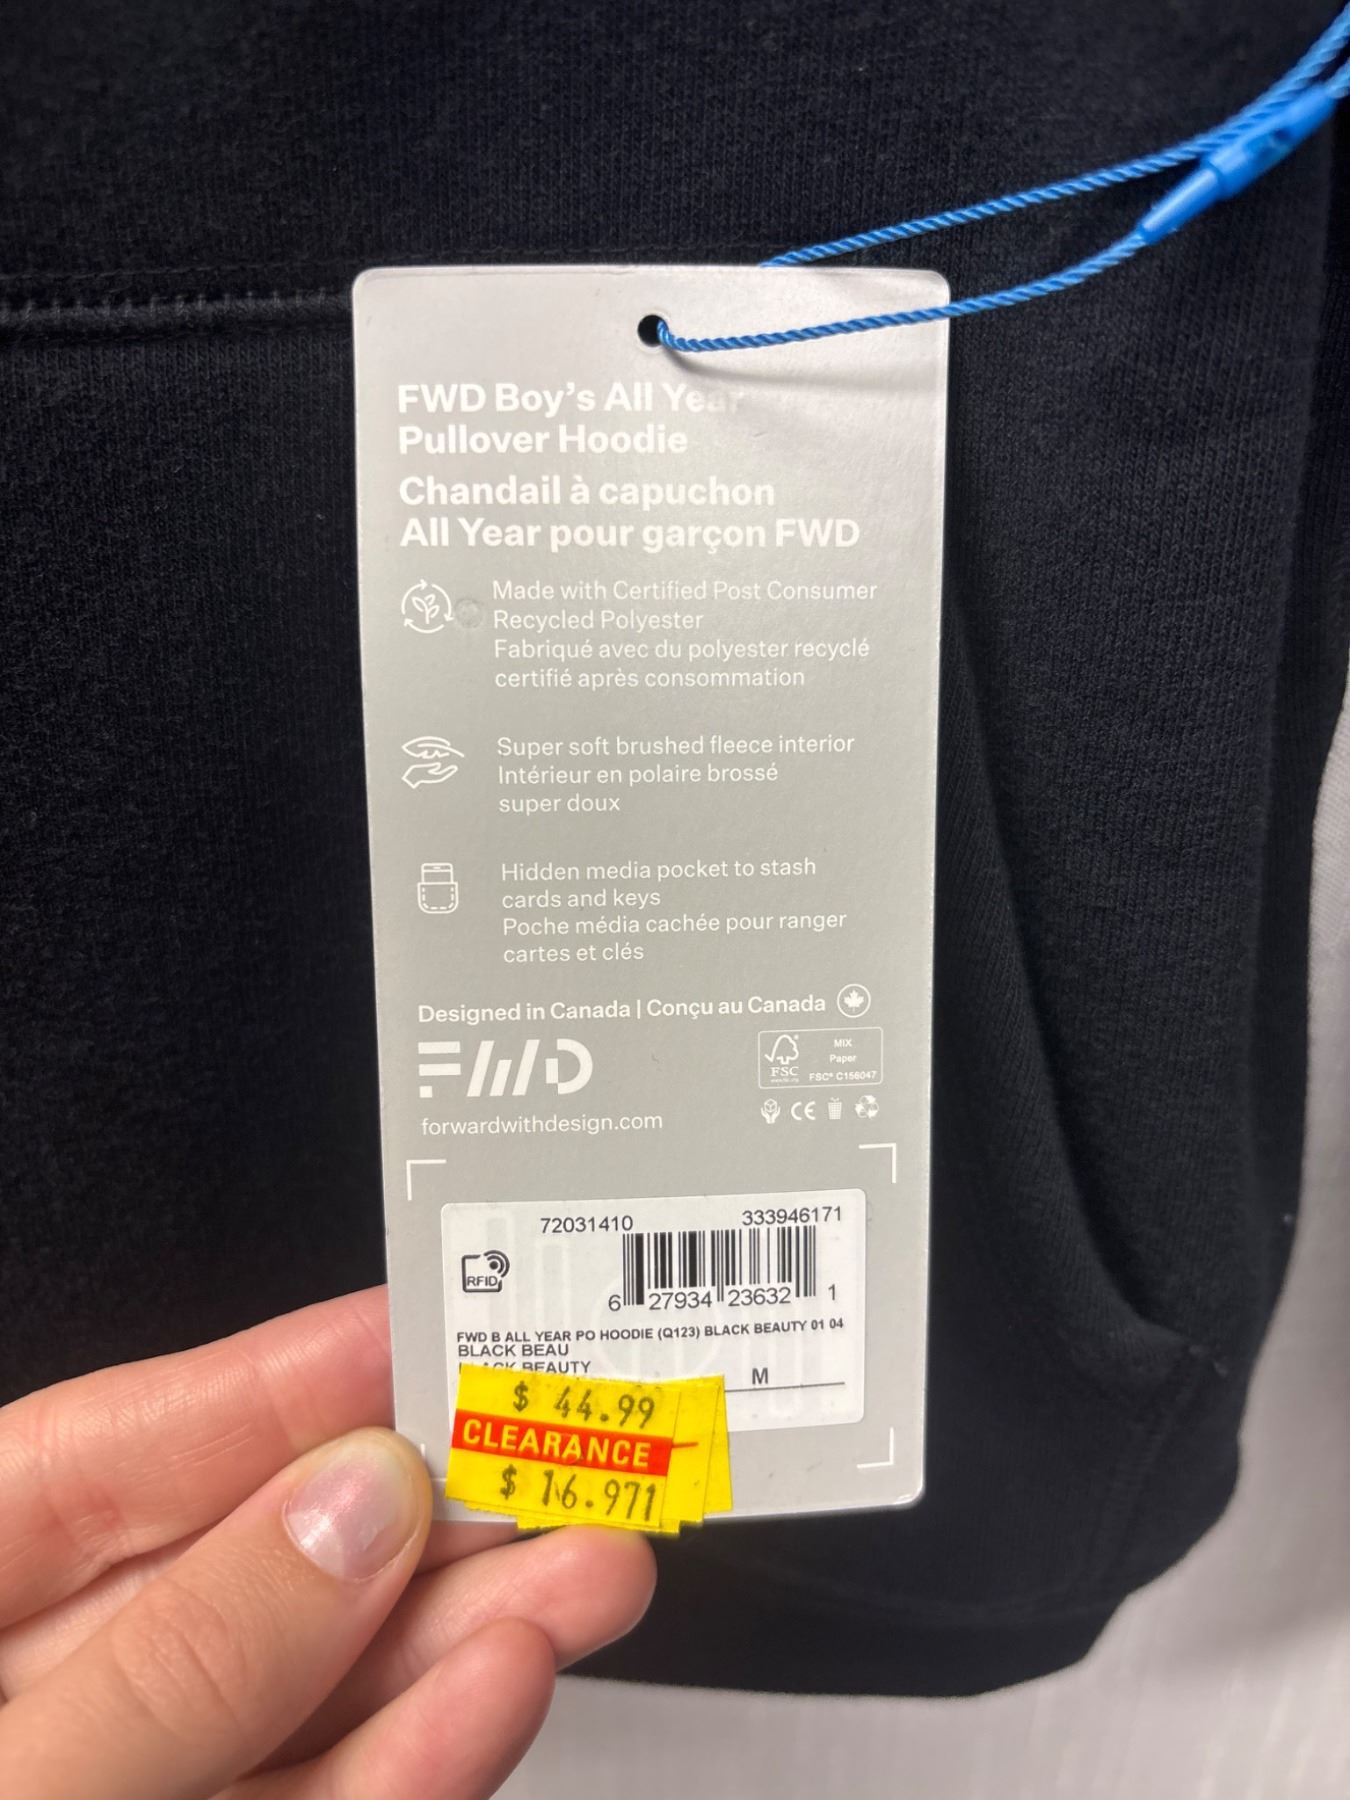 FWD Boy's All Year
Pullover Hoodie
Chandail à capuchon
All Year pour garçon FWD
Made with Certified Post Consumer
Recycled Polyester
Fabriqué avec du polyester recyclé
certifié après consommation
Super soft brushed fleece interior
Intérieur en polaire brossé
super doux
Hidden media pocket to stash
cards and keys
Poche média cachée pour ranger
cartes et clés
Designed in Canada | Conçu au Canada
FWD
MIX
Paper
FSC
FSC® C156047
CE
forwardwithdesign.com
72031410 333946171
RFID
6 27934 23632 1
FWD B ALL YEAR PO HOODIE (Q123) BLACK BEAUTY 01 04
BLACK BEAU
BLACK BEAUTY
M
$ 44.99
CLEARANCE
$ 16.971